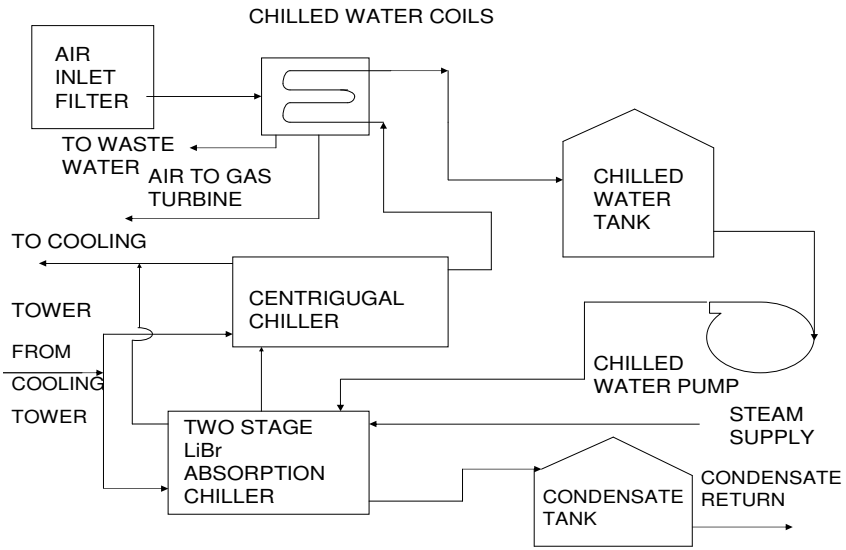 CHILLED WATER COILS
AIR
INLET
FILTER
TO WASTE
WATER
AIR TO GAS
TURBINE
CHILLED
WATER
TANK
TO COOLING
TOWER
CENTRIGUGAL
CHILLER
FROM
COOLING
TOWER
CHILLED
WATER PUMP
TWO STAGE
LiBr
ABSORPTION
CHILLER
STEAM
SUPPLY
CONDENSATE
TANK
CONDENSATE
RETURN